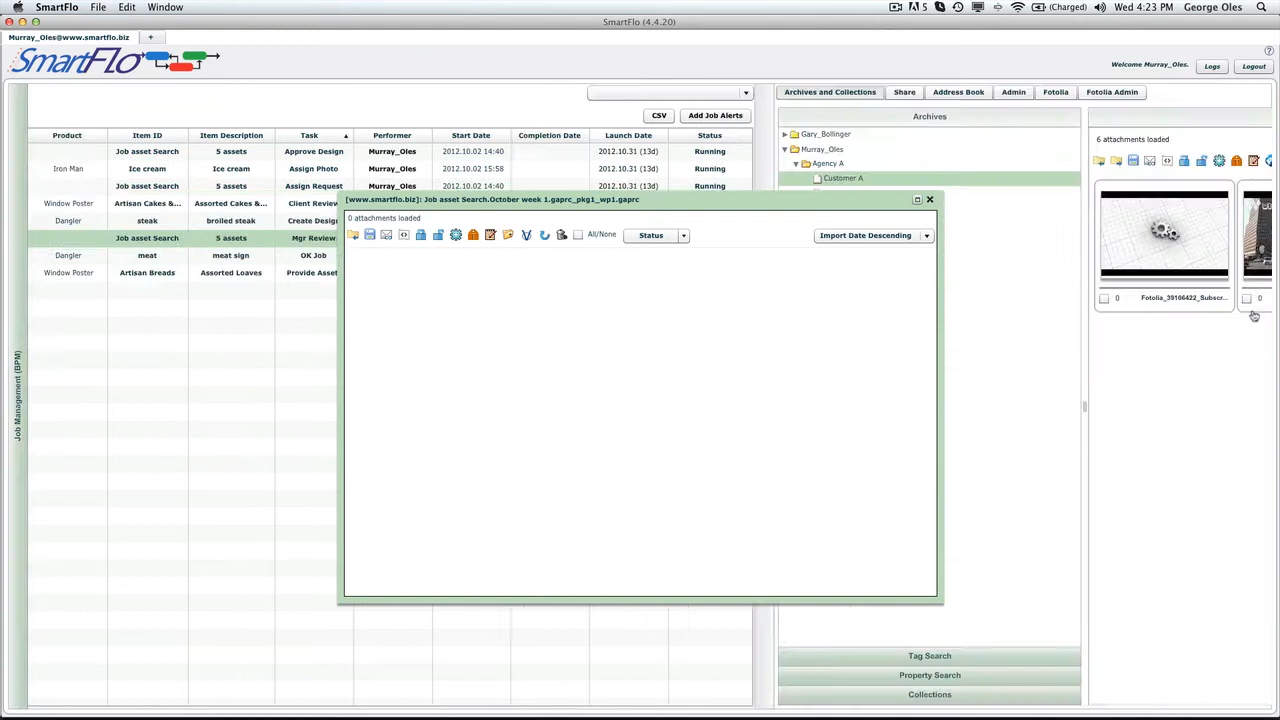 SmartFlo File Edit Window
5 (Charged) Wed 4:23 PM George Oles
SmartFlo (4.4.20)
Murray_Oles@www.smartflo.biz +
SMARTFLO
Welcome Murray_Oles. Logs Logout
CSV Add Job Alerts
Archives and Collections Share Address Book Admin Fotolia Fotolia Admin
Product Item ID Item Description Task Performer Start Date Completion Date Launch Date Status
Job asset Search 5 assets Approve Design Murray_Oles 2012.10.02 14:40 2012.10.31 (13d) Running
Iron Man Ice cream Ice cream Assign Photo Murray_Oles 2012.10.02 15:58 2012.10.31 (13d) Running
Job asset Search 5 assets Assign Request Murray_Oles 2012.10.02 14:40 2012.10.31 (13d) Running
Window Poster Artisan Cakes &... Assorted Cakes &... Client Review
Dangler steak broiled steak Create Design
Job asset Search 5 assets Mgr Review
Dangler meat meat sign OK Job
Window Poster Artisan Breads Assorted Loaves Provide Asset
Job Management (BPM)
[www.smartflo.biz]: Job asset Search.October week 1.gaprc_pkg1_wp1.gaprc
0 attachments loaded
All/None Status Import Date Descending
Archives
Gary_Bollinger
Murray_Oles
Agency A
Customer A
Tag Search
Property Search
Collections
6 attachments loaded
0 Fotolia_39106422_Subscr... 0